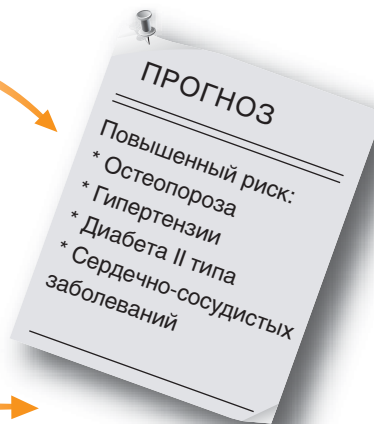 ПРОГНОЗ
Повышенный риск:
* Остеопороза
* Гипертензии
* Диабета II типа
* Сердечно-сосудистых
заболеваний